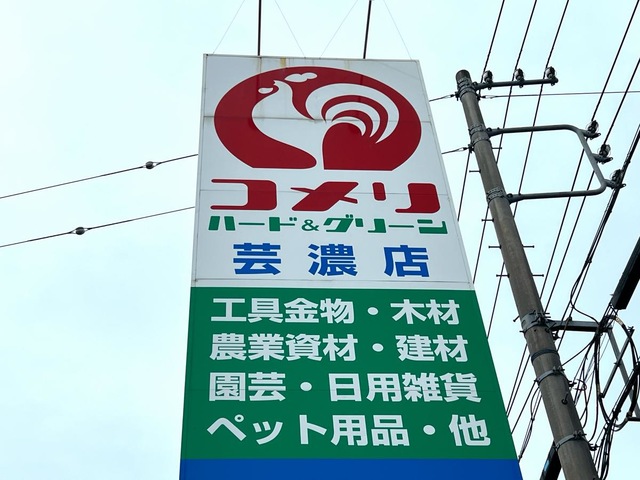 コメリ
ハード&グリーン
芸濃店
工具金物・木材
農業資材・建材
園芸・日用雑貨
ペット用品・他